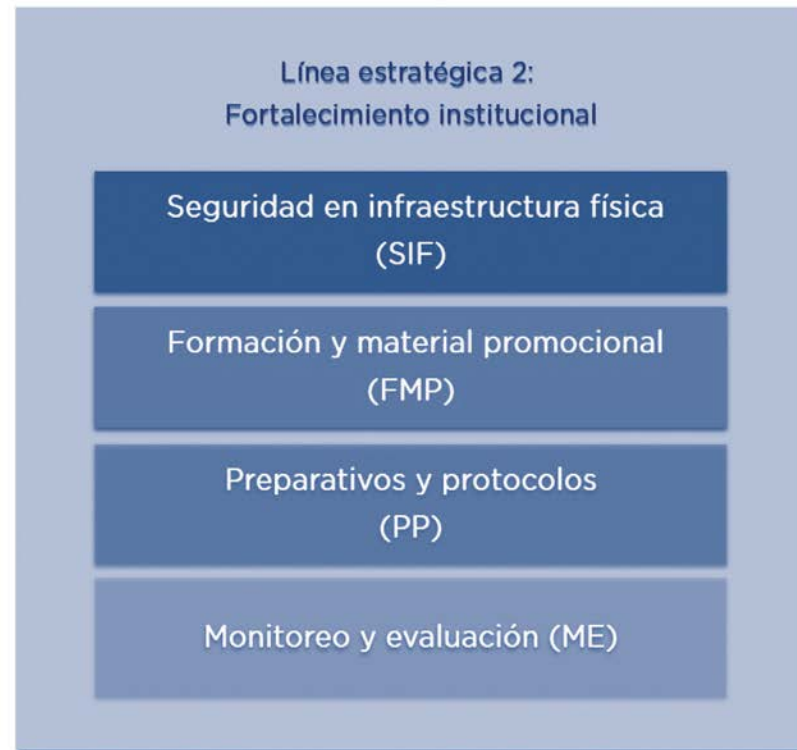 Línea estratégica 2:
Fortalecimiento institucional
Seguridad en infraestructura física
(SIF)
Formación y material promocional
(FMP)
Preparativos y protocolos
(PP)
Monitoreo y evaluación (ME)